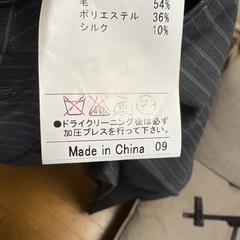 毛 54%
ポリエステル 36%
シルク 10%
●ドライクリーニング後は必ず
加圧プレスを行って下さい。
Made in China 09